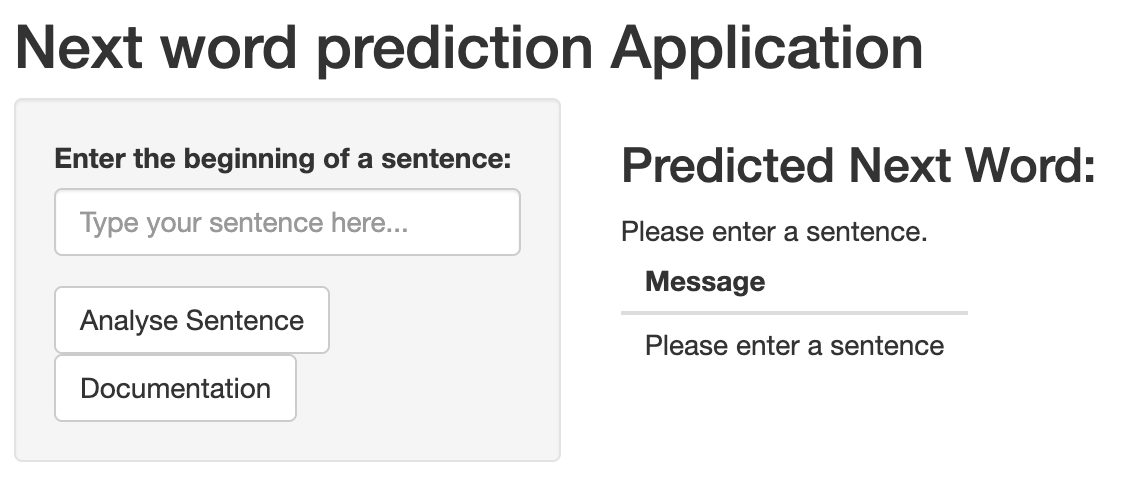 Next word prediction Application
Enter the beginning of a sentence:
Type your sentence here...
Analyse Sentence
Documentation
Predicted Next Word:
Please enter a sentence.
Message
Please enter a sentence